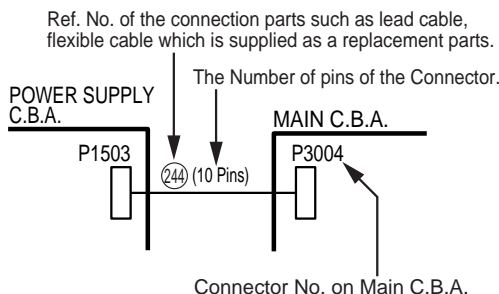 Ref. No. of the connection parts such as lead cable,
flexible cable which is supplied as a replacement parts.
The Number of pins of the Connector.
POWER SUPPLY
C.B.A.
MAIN C.B.A.
P1503
244 (10 Pins)
P3004
Connector No. on Main C.B.A.